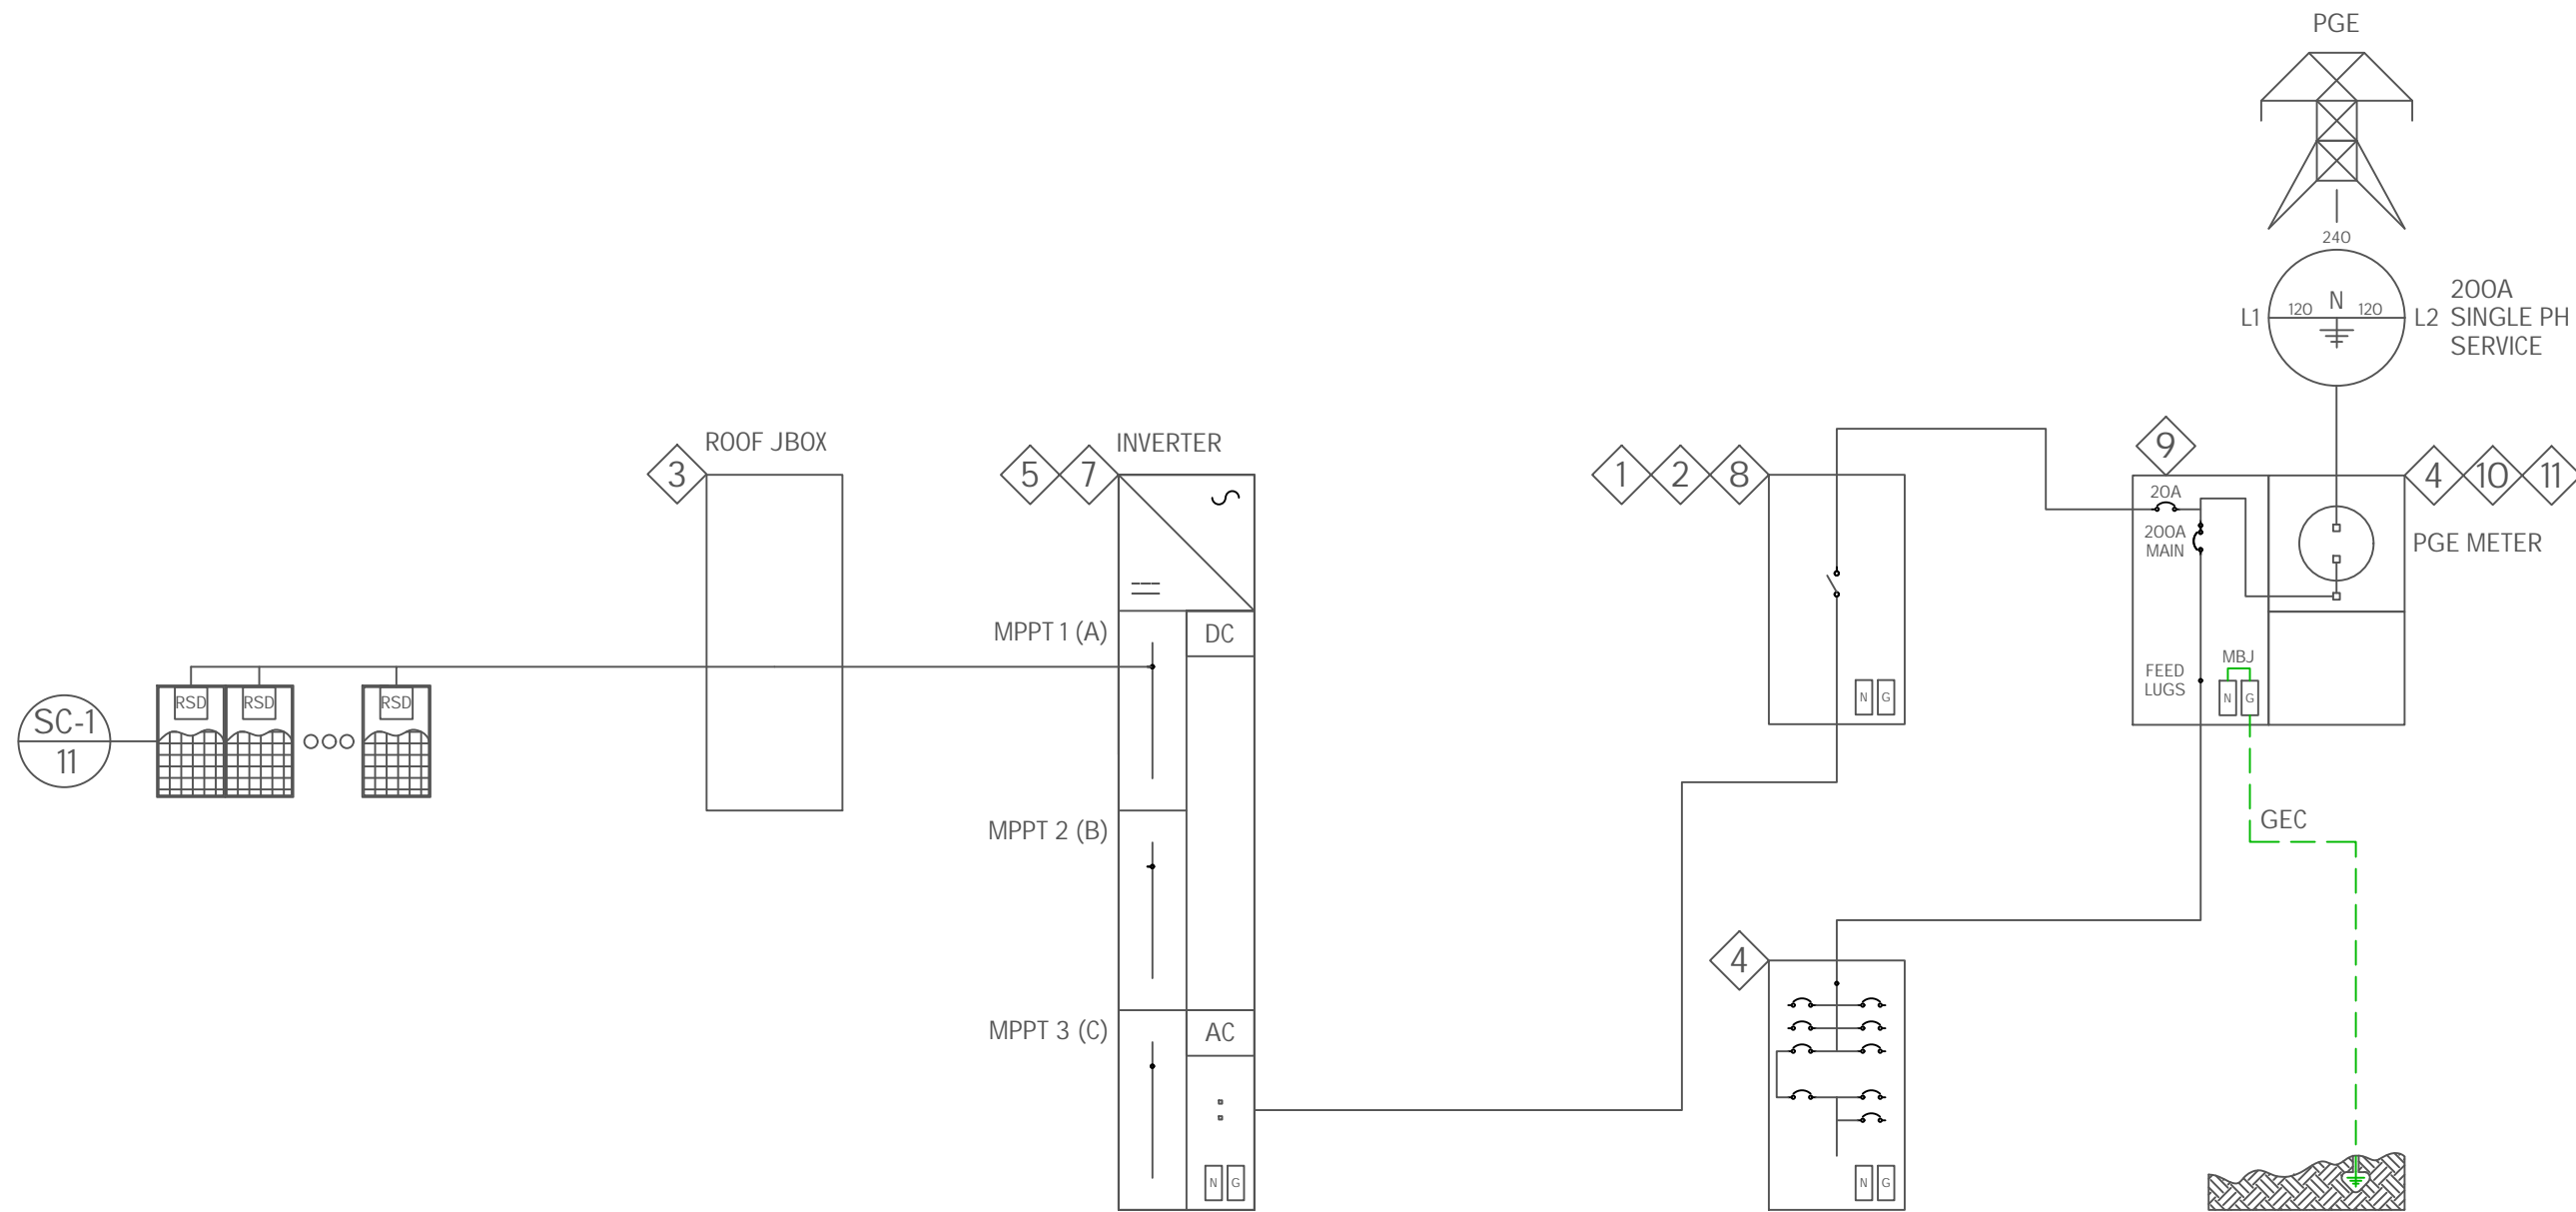 PGE
240
L1
120 N 120
L2
200A
SINGLE PH
SERVICE
3
ROOF JBOX
5 7
INVERTER
1 2 8
9
4 10 11
20A
200A
MAIN
PGE METER
MPPT 1 (A)
DC
FEED
LUGS
MBJ
N G
N G
RSD RSD RSD
SC-1
11
MPPT 2 (B)
GEC
4
MPPT 3 (C)
AC
N G
N G